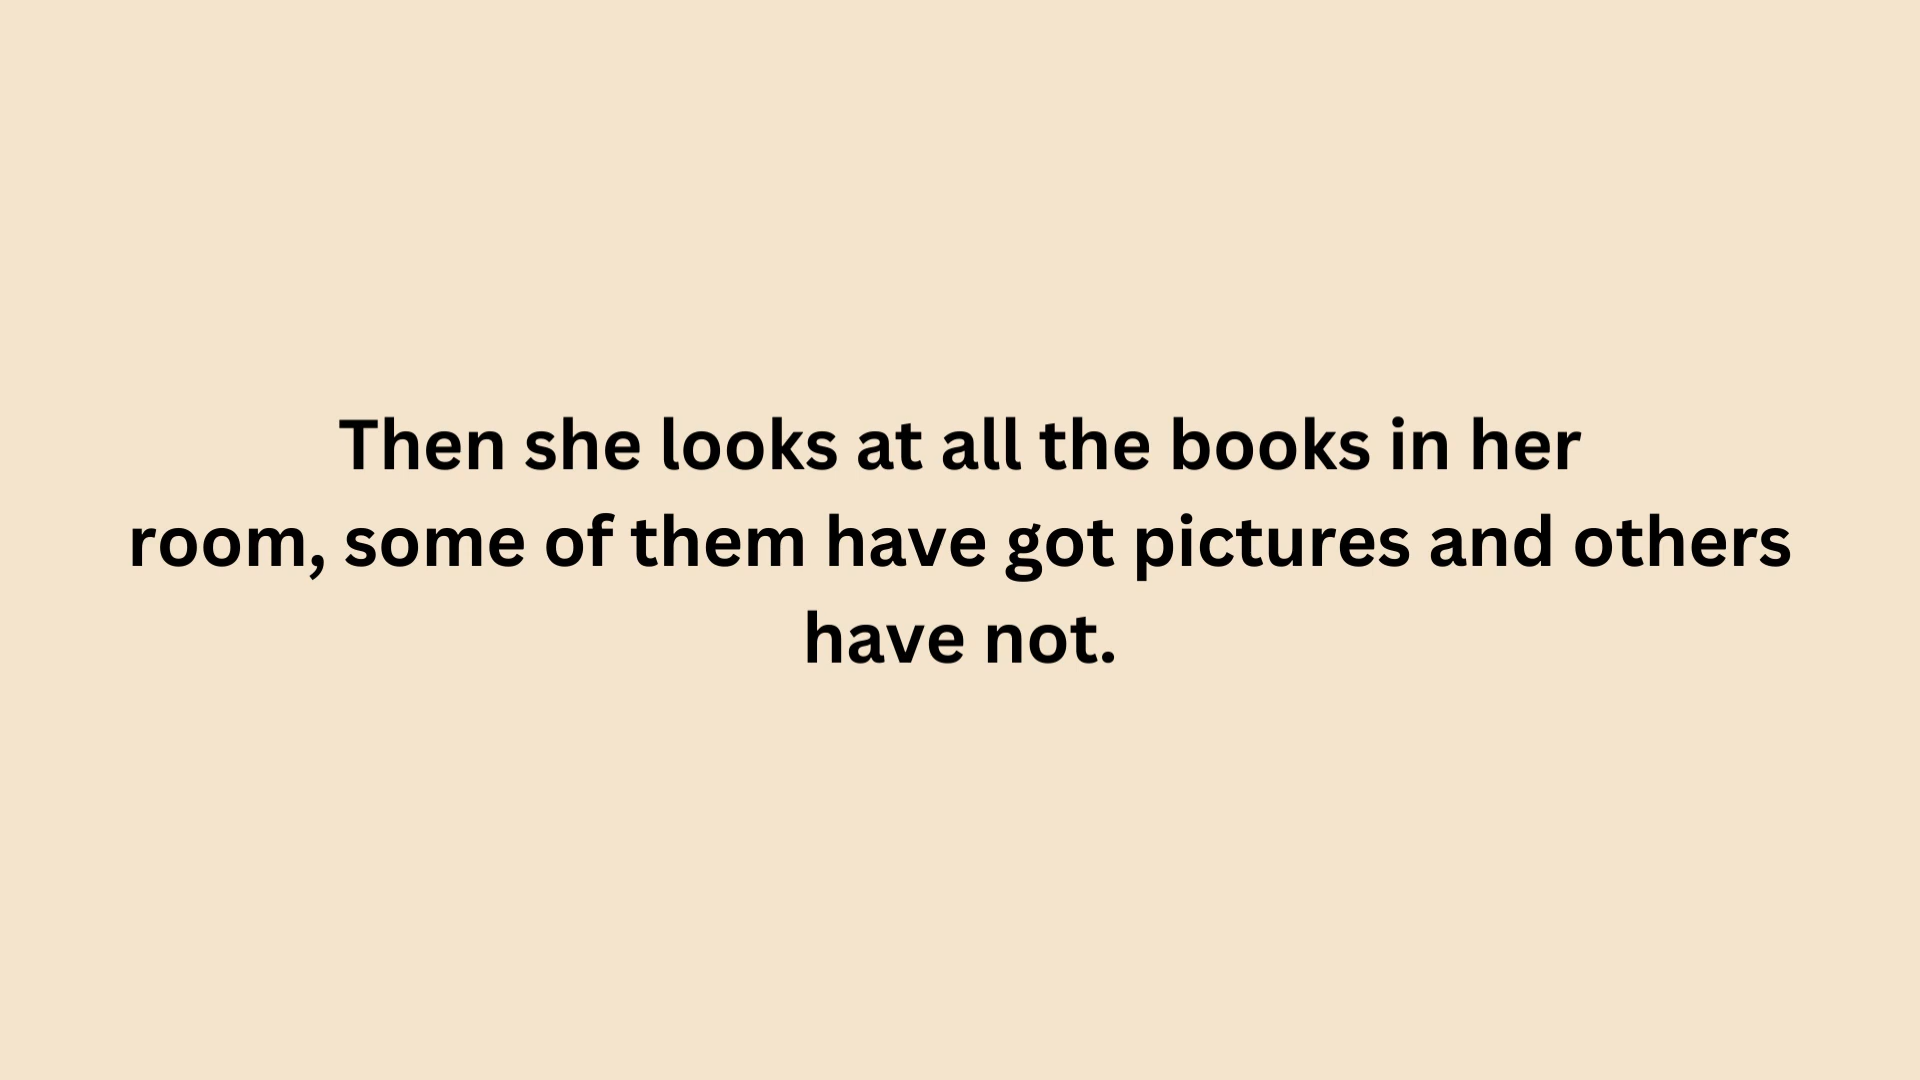 Then she looks at all the books in her
room, some of them have got pictures and others
have not.